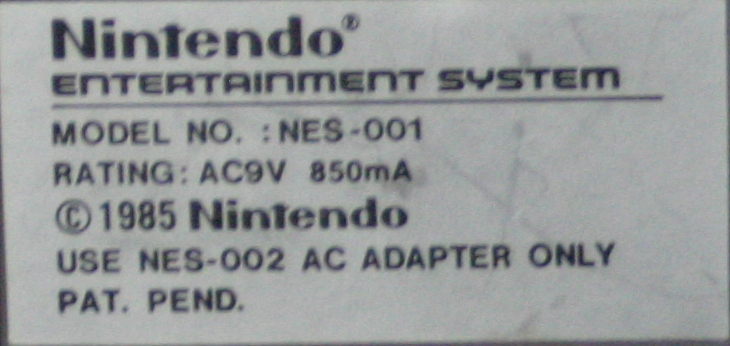 Nintendo®
ENTERTAINMENT SYSTEM
MODEL NO. : NES-001
RATING: AC9V 850mA
©1985 Nintendo
USE NES-002 AC ADAPTER ONLY
PAT. PEND.